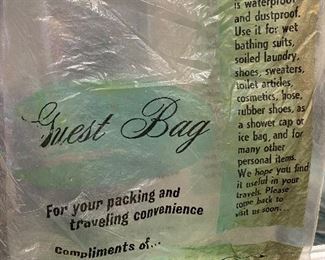 Guest Bag
For your packing and
traveling convenience
Compliments of...
is waterproof
and dustproof.
Use it for wet
bathing suits,
soiled laundry,
shoes, sweaters,
toilet articles,
cosmetics, hose,
rubber shoes, as
a shower cap or
ice bag, and for
many other
personal items.
We hope you find
it useful in your
travels. Please
come back to
visit us soon.